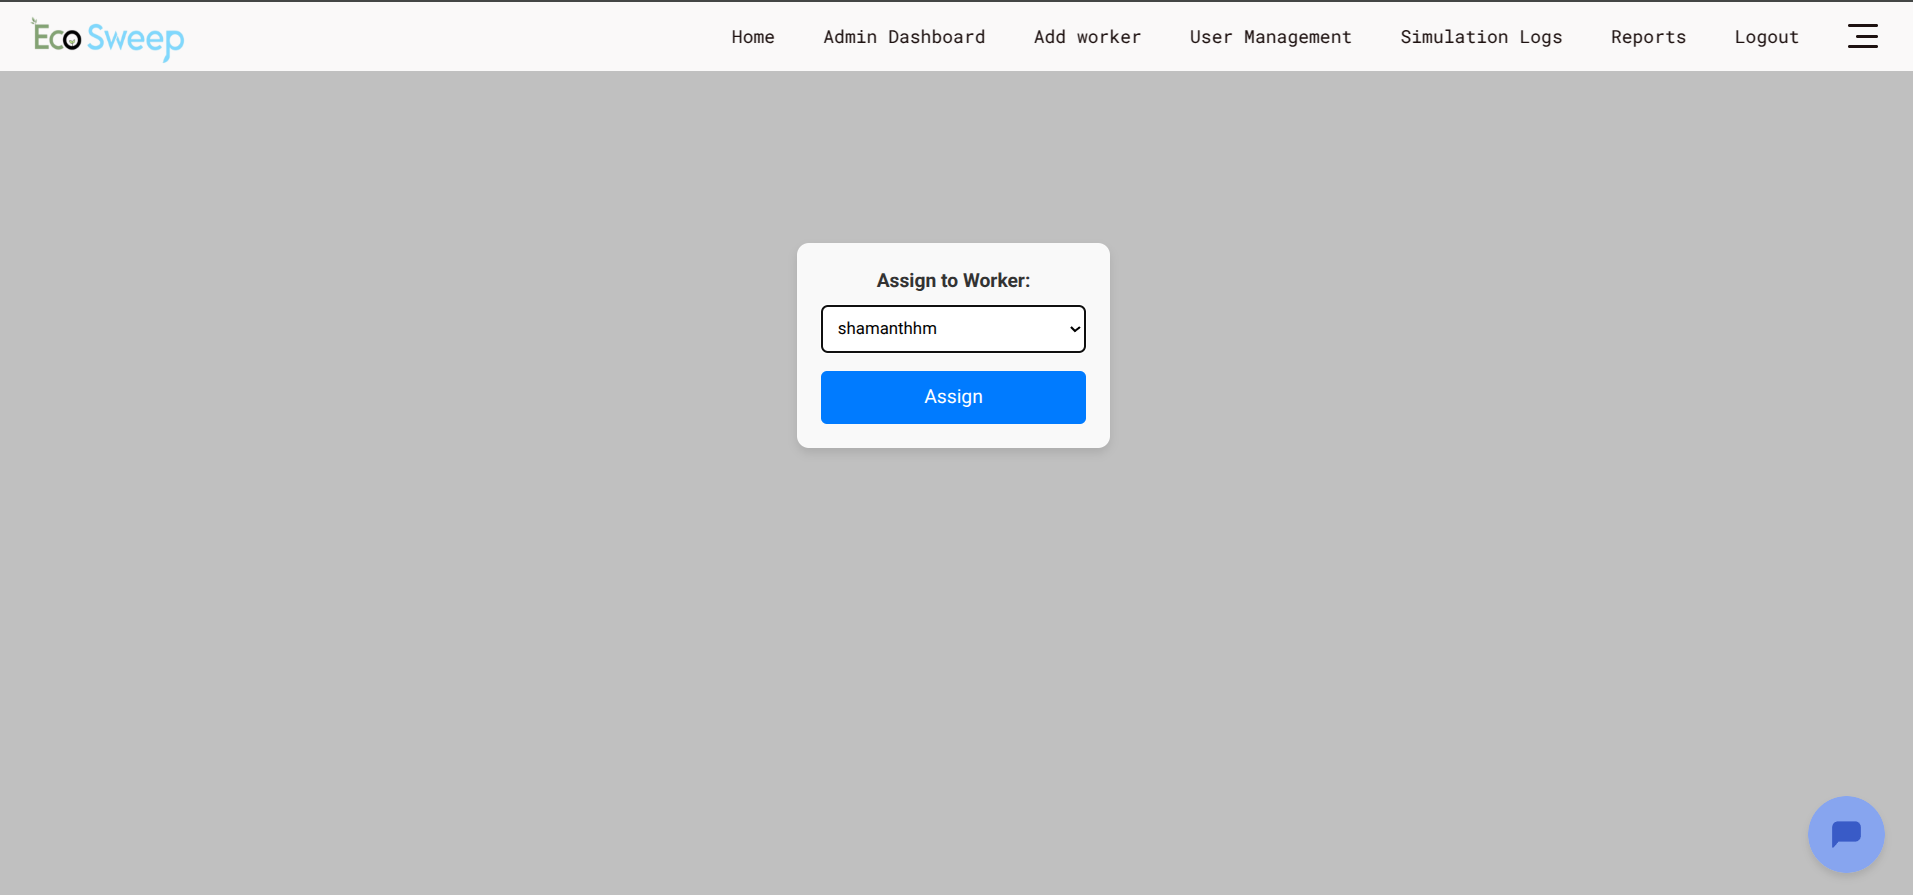 Eco Sweep
Home Admin Dashboard Add worker User Management Simulation Logs Reports Logout
Assign to Worker:
shamanthhm
Assign